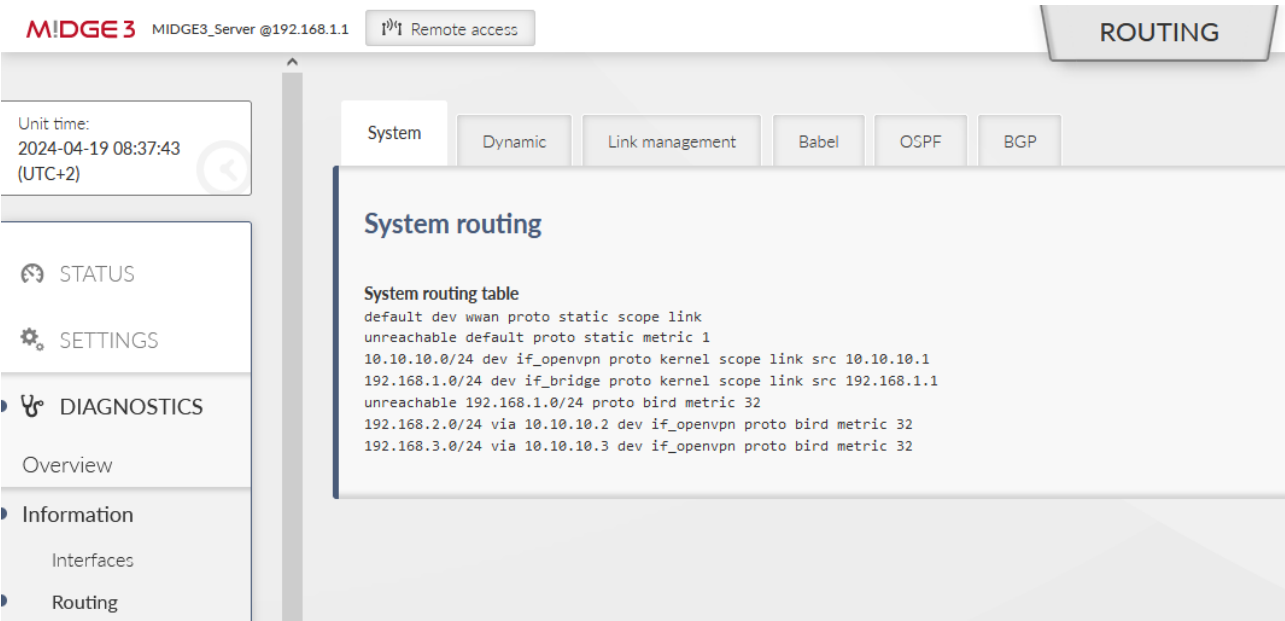 M!DGE 3 MIDGE3_Server @192.168.1.1 Remote access ROUTING
Unit time:
2024-04-19 08:37:43
(UTC+2)
STATUS
SETTINGS
DIAGNOSTICS
Overview
Information
Interfaces
Routing
System Dynamic Link management Babel OSPF BGP
System routing
System routing table
default dev wwan proto static scope link
unreachable default proto static metric 1
10.10.10.0/24 dev if_openvpn proto kernel scope link src 10.10.10.1
192.168.1.0/24 dev if_bridge proto kernel scope link src 192.168.1.1
unreachable 192.168.1.0/24 proto bird metric 32
192.168.2.0/24 via 10.10.10.2 dev if_openvpn proto bird metric 32
192.168.3.0/24 via 10.10.10.3 dev if_openvpn proto bird metric 32